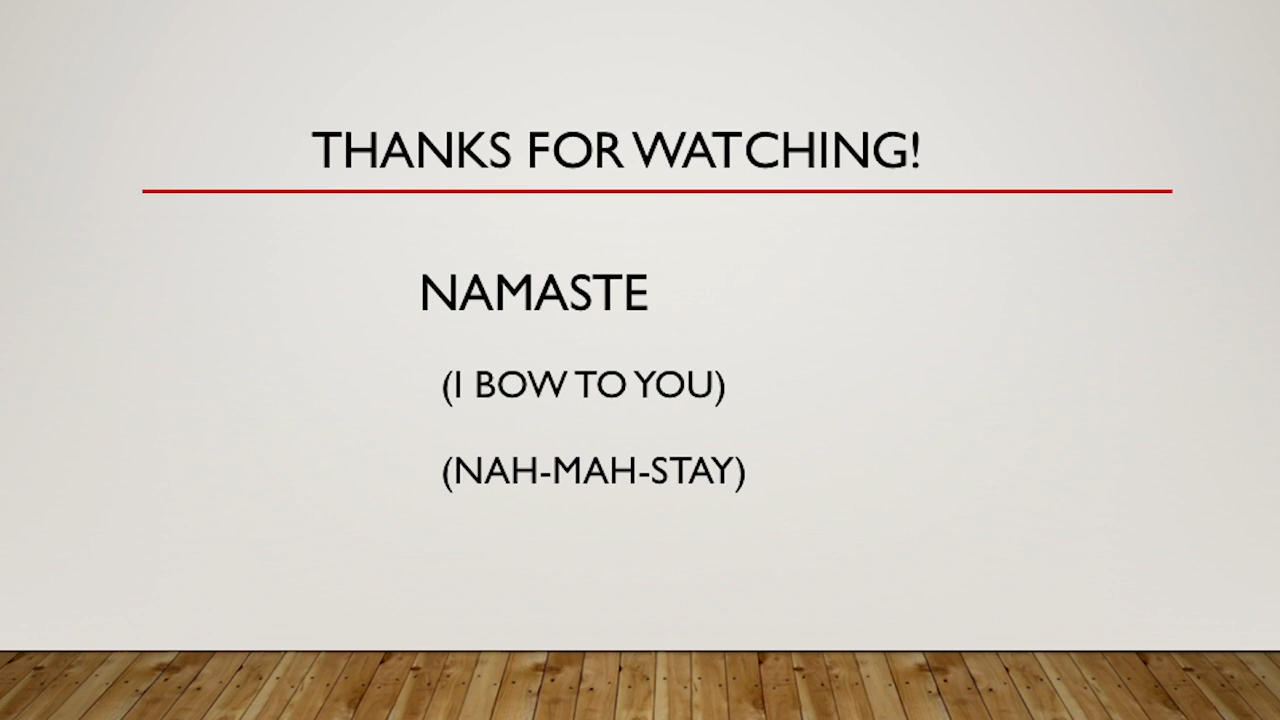 THANKS FOR WATCHING!
NAMASTE
(I BOW TO YOU)
(NAH-MAH-STAY)